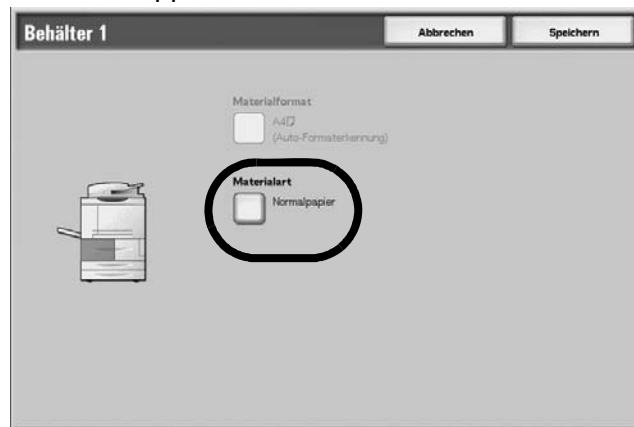 Behälter 1
Abbrechen
Speichern
Materialformat
A4
(Auto-Formaterkennung)
Materialart
Normalpapier